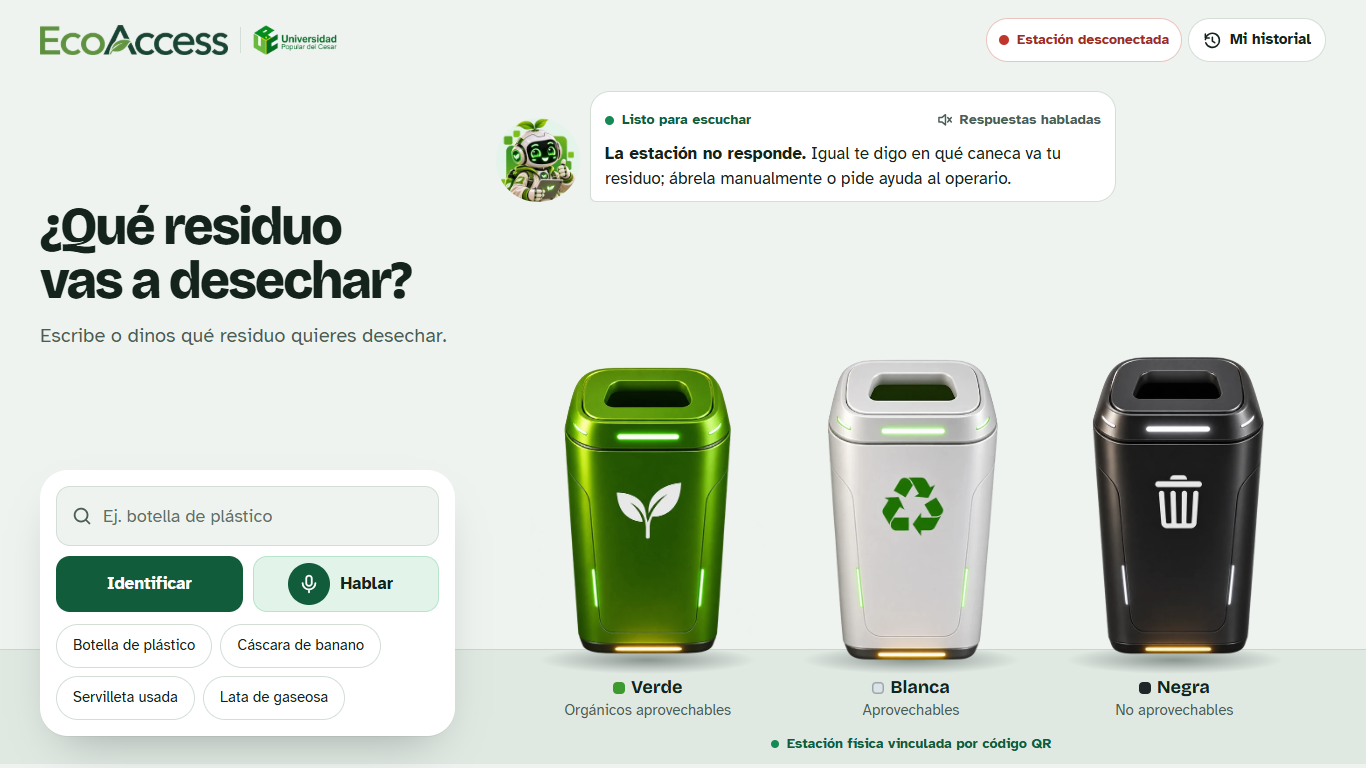 EcoAccess
Universidad
Popular del Cesar
Estación desconectada
Mi historial
Listo para escuchar
Respuestas habladas
La estación no responde. Igual te digo en qué caneca va tu
residuo; ábrela manualmente o pide ayuda al operario.
¿Qué residuo
vas a desechar?
Escribe o dinos qué residuo quieres desechar.
Ej. botella de plástico
Identificar
Hablar
Botella de plástico
Cáscara de banano
Servilleta usada
Lata de gaseosa
Verde
Orgánicos aprovechables
Blanca
Aprovechables
Negra
No aprovechables
Estación física vinculada por código QR